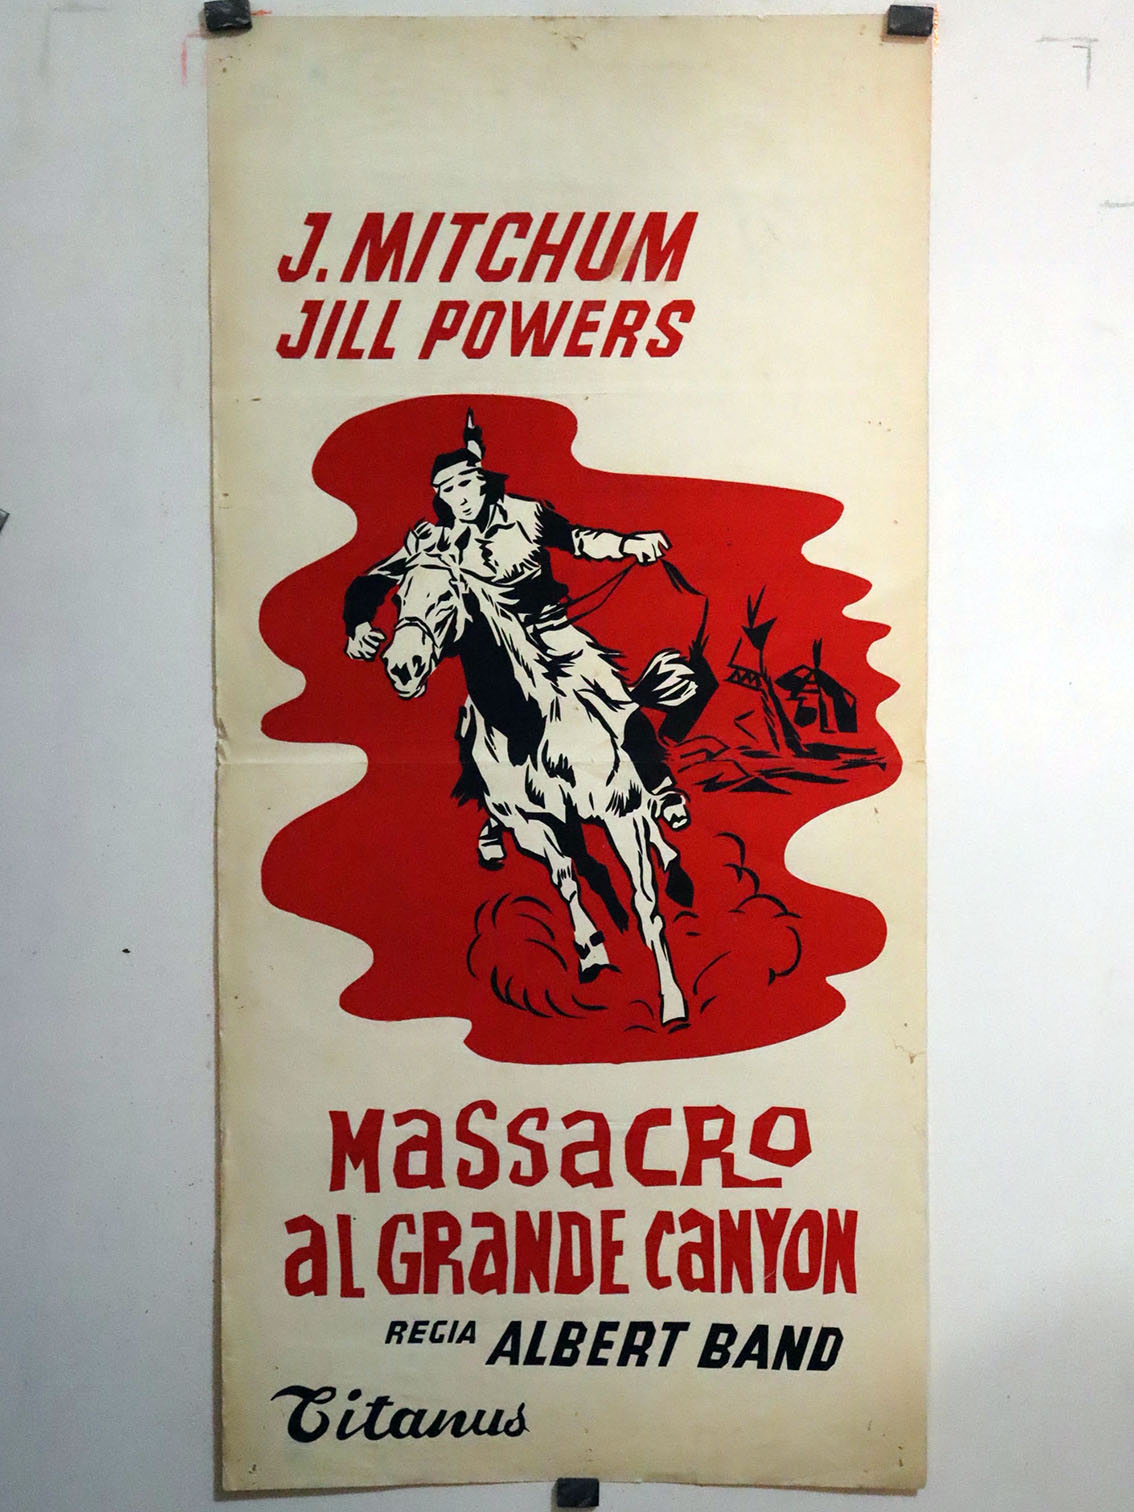 J. MITCHUM
JILL POWERS
MASSACRO
AL GRANDE CANYON
REGIA ALBERT BAND
Titanus